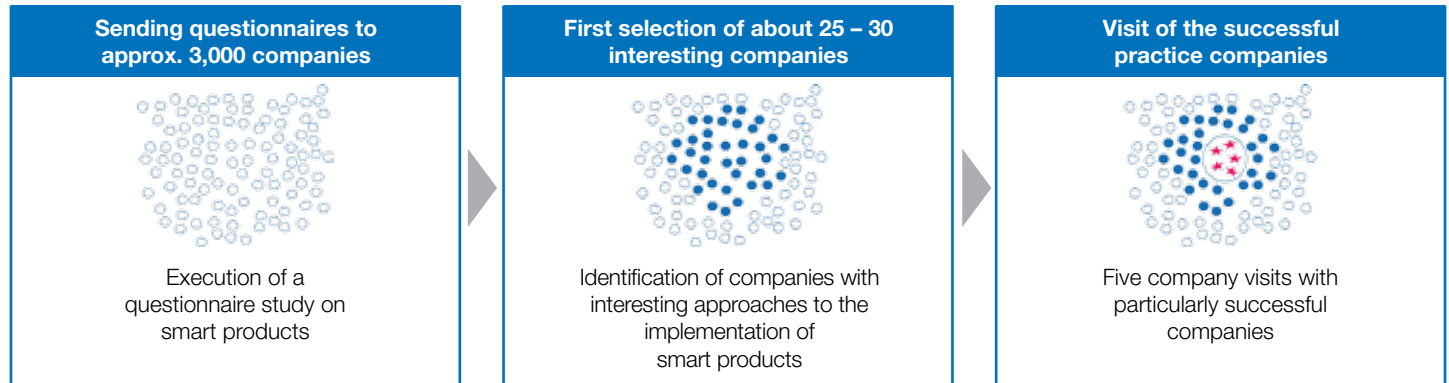 Sending questionnaires to
approx. 3,000 companies
Execution of a
questionnaire study on
smart products
First selection of about 25 – 30
interesting companies
Identification of companies with
interesting approaches to the
implementation of
smart products
Visit of the successful
practice companies
Five company visits with
particularly successful
companies